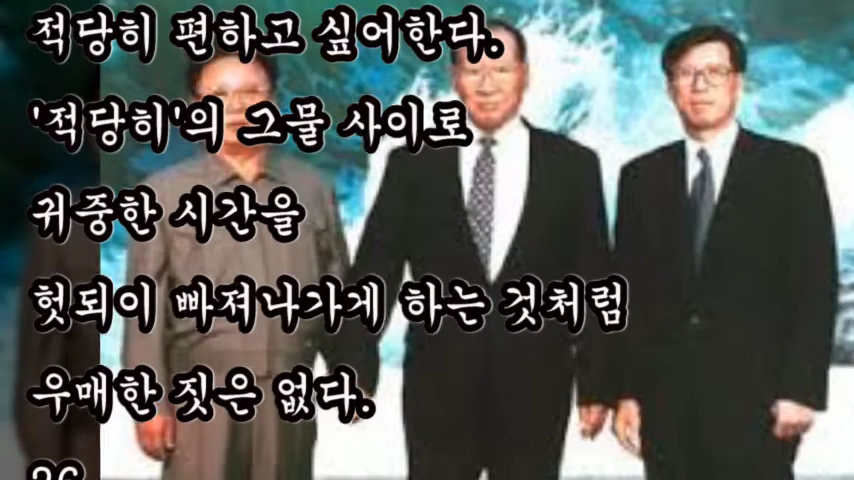 적당히 편하고 싶어한다.
'적당히'의 그물 사이로
귀중한 시간을
헛되이 빠져나가게 하는 것처럼
우매한 짓은 없다.
26